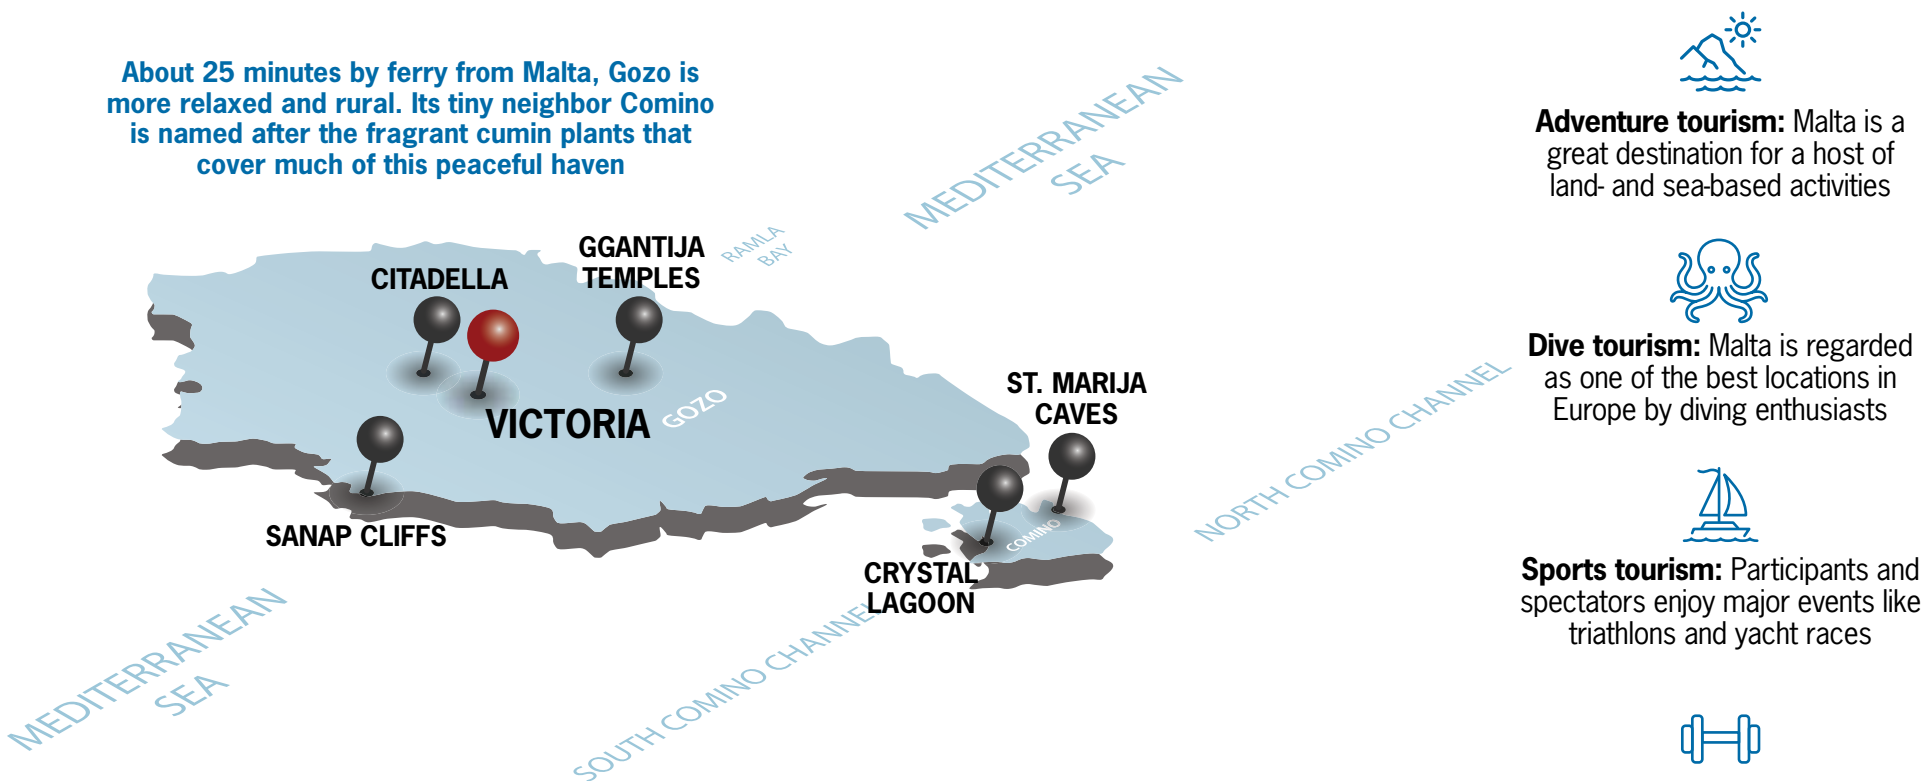 About 25 minutes by ferry from Malta, Gozo is
more relaxed and rural. Its tiny neighbor Comino
is named after the fragrant cumin plants that
cover much of this peaceful haven
MEDITERRANEAN
SEA
RAMLA
BAY
GGANTIJA
TEMPLES
CITADELLA
VICTORIA
GOZO
ST. MARIJA
CAVES
SANAP CLIFFS
COMINO
CRYSTAL
LAGOON
NORTH COMINO CHANNEL
SOUTH COMINO CHANNEL
MEDITERRANEAN
SEA
Adventure tourism: Malta is a
great destination for a host of
land- and sea-based activities
Dive tourism: Malta is regarded
as one of the best locations in
Europe by diving enthusiasts
Sports tourism: Participants and
spectators enjoy major events like
triathlons and yacht races